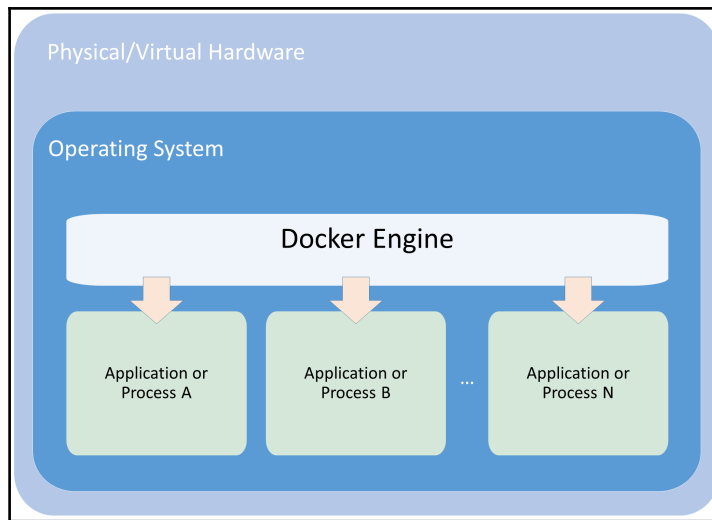 Physical/Virtual Hardware
Operating System
Docker Engine
Application or
Process A
Application or
Process B
...
Application or
Process N